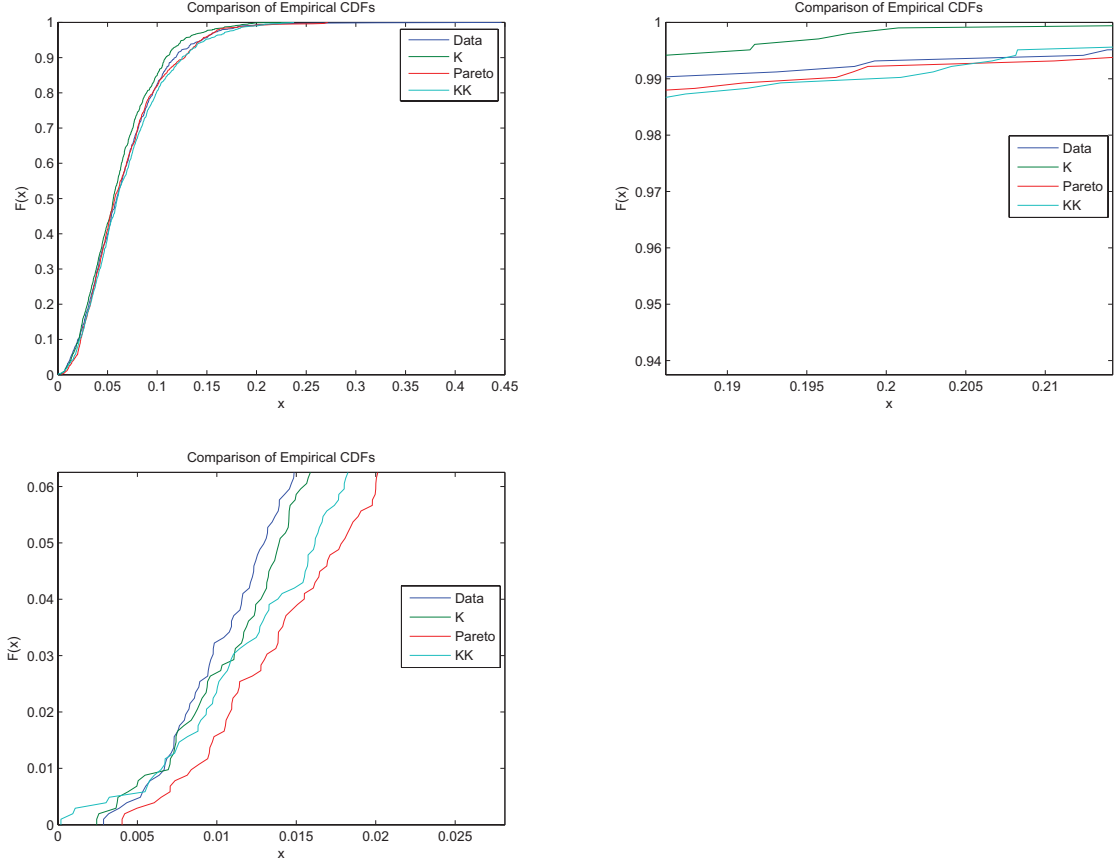 Comparison of Empirical CDFs
1
0.9
0.8
0.7
0.6
0.5
0.4
0.3
0.2
0.1
0
F(x)
0 0.05 0.1 0.15 0.2 0.25 0.3 0.35 0.4 0.45
x
Data
K
Pareto
KK
Comparison of Empirical CDFs
1
0.99
0.98
0.97
0.96
0.95
0.94
F(x)
0.19 0.195 0.2 0.205 0.21
x
Data
K
Pareto
KK
Comparison of Empirical CDFs
0.06
0.05
0.04
0.03
0.02
0.01
0
F(x)
0 0.005 0.01 0.015 0.02 0.025
x
Data
K
Pareto
KK